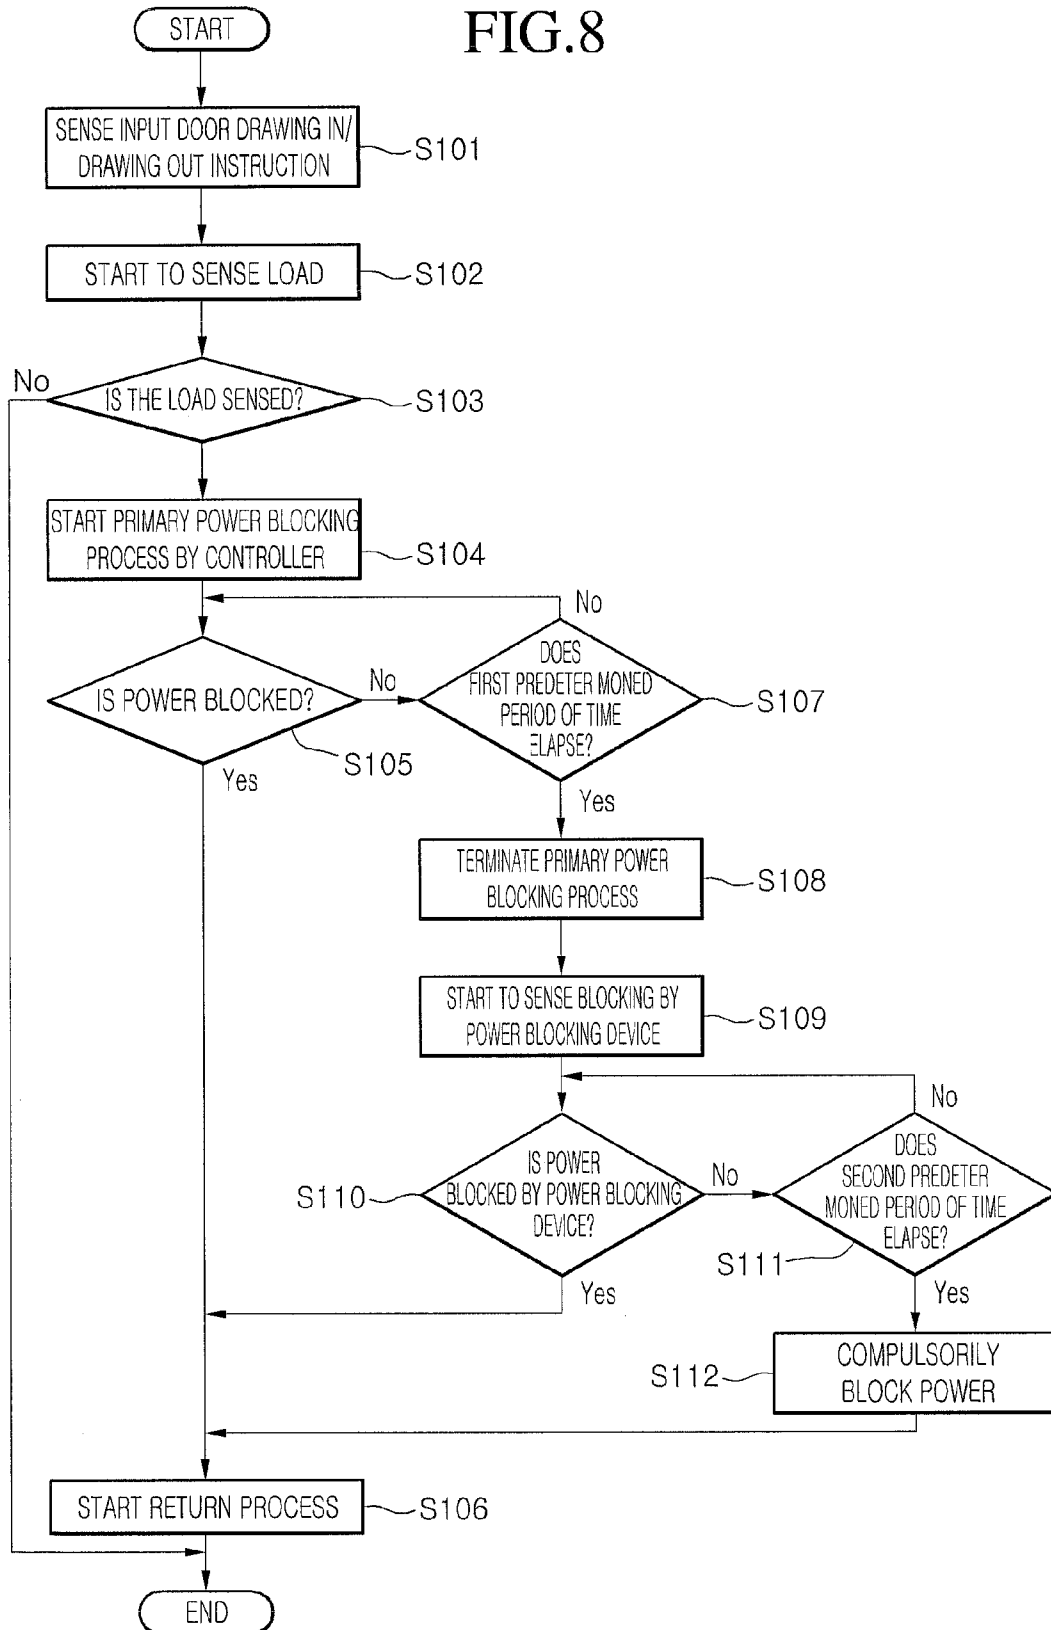 FIG.8
START
SENSE INPUT DOOR DRAWING IN/
DRAWING OUT INSTRUCTION
S101
START TO SENSE LOAD
S102
No
IS THE LOAD SENSED?
S103
START PRIMARY POWER BLOCKING
PROCESS BY CONTROLLER
S104
No
IS POWER BLOCKED?
S105
No
Yes
DOES
FIRST PREDETER MONED
PERIOD OF TIME
ELAPSE?
S107
Yes
TERMINATE PRIMARY POWER
BLOCKING PROCESS
S108
START TO SENSE BLOCKING BY
POWER BLOCKING DEVICE
S109
No
S110
IS POWER
BLOCKED BY POWER BLOCKING
DEVICE?
No
Yes
DOES
SECOND PREDETER
MONED PERIOD OF TIME
ELAPSE?
S111
Yes
S112
COMPULSORILY
BLOCK POWER
START RETURN PROCESS
S106
END